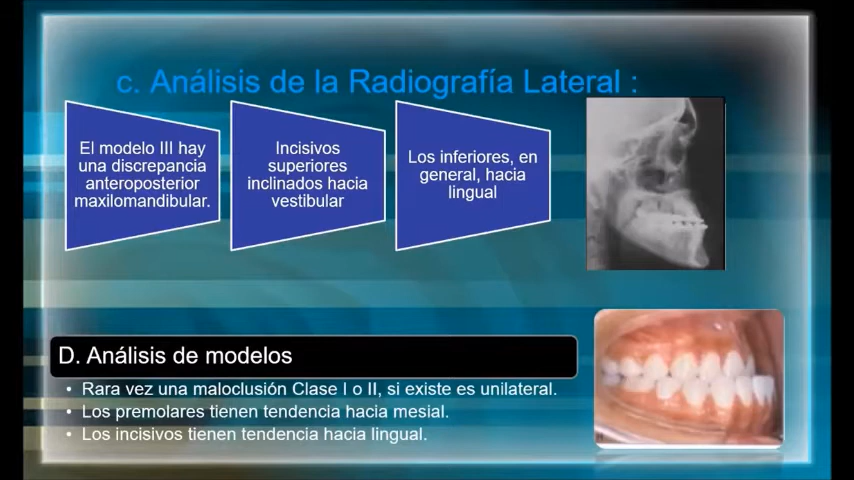 c. Análisis de la Radiografía Lateral :
El modelo III hay
una discrepancia
anteroposterior
maxilomandibular.
Incisivos
superiores
inclinados hacia
vestibular
Los inferiores, en
general, hacia
lingual
D. Análisis de modelos
• Rara vez una maloclusión Clase I o II, si existe es unilateral.
• Los premolares tienen tendencia hacia mesial.
• Los incisivos tienen tendencia hacia lingual.